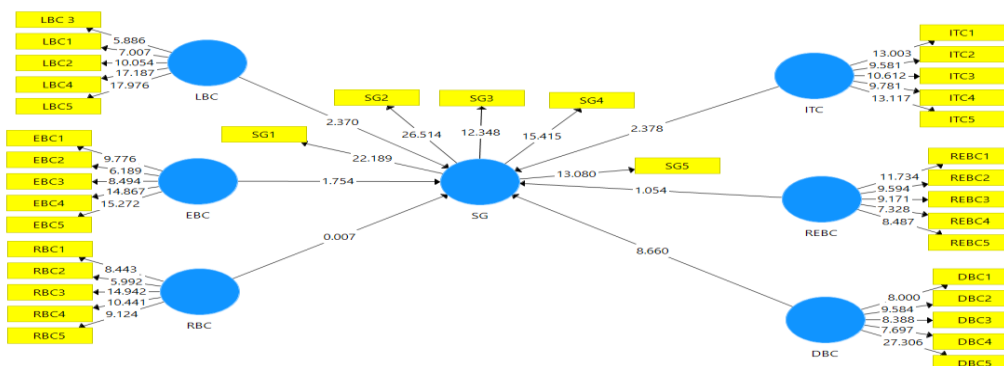 LBC 3
LBC1
LBC2
LBC4
LBC5
5.886
7.007
10.054
17.187
17.976
LBC
2.370
EBC1
EBC2
EBC3
EBC4
EBC5
9.776
6.189
8.494
14.867
15.272
EBC
1.754
RBC1
RBC2
RBC3
RBC4
RBC5
8.443
5.992
14.942
10.441
9.124
RBC
0.007
SG1
SG2
SG3
SG4
SG5
22.189
26.514
12.348
15.415
13.080
SG
ITC1
ITC2
ITC3
ITC4
ITC5
13.003
9.581
10.612
9.781
13.117
ITC
2.378
REBC1
REBC2
REBC3
REBC4
REBC5
11.734
9.594
9.171
7.328
8.487
REBC
1.054
DBC1
DBC2
DBC3
DBC4
DBC5
8.000
9.584
8.388
7.697
27.306
DBC
8.660